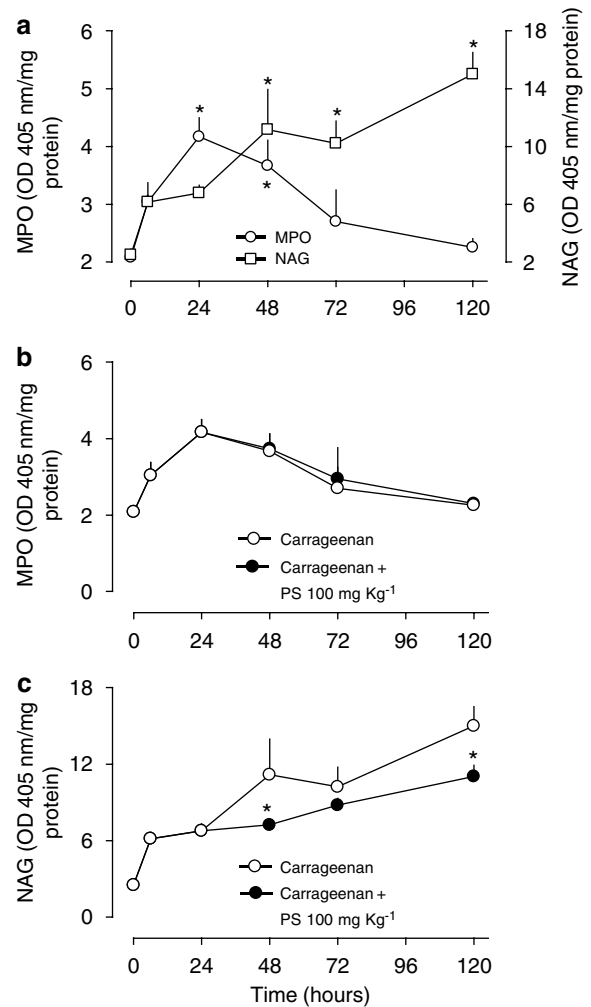 a
6
5
4
3
2
MPO (OD 405 nm/mg
protein)
18
14
10
6
2
NAG (OD 405 nm/mg protein)
*
*
*
*
*
MPO
NAG
0 24 48 72 96 120
b
6
4
2
0
MPO (OD 405 nm/mg
protein)
Carrageenan
Carrageenan +
PS 100 mg Kg-1
0 24 48 72 96 120
c
18
12
6
0
NAG (OD 405 nm/mg
protein)
*
*
Carrageenan
Carrageenan +
PS 100 mg Kg-1
0 24 48 72 96 120
Time (hours)